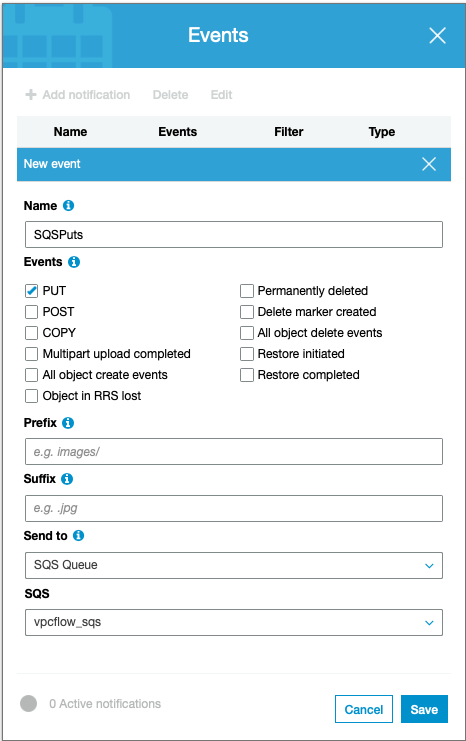 Events
Add notification Delete Edit
Name Events Filter Type
New event
Name
SQSPuts
Events
PUT Permanently deleted
POST Delete marker created
COPY All object delete events
Multipart upload completed Restore initiated
All object create events Restore completed
Object in RRS lost
Prefix
e.g. images/
Suffix
e.g. .jpg
Send to
SQS Queue
SQS
vpcflow_sqs
0 Active notifications
Cancel Save